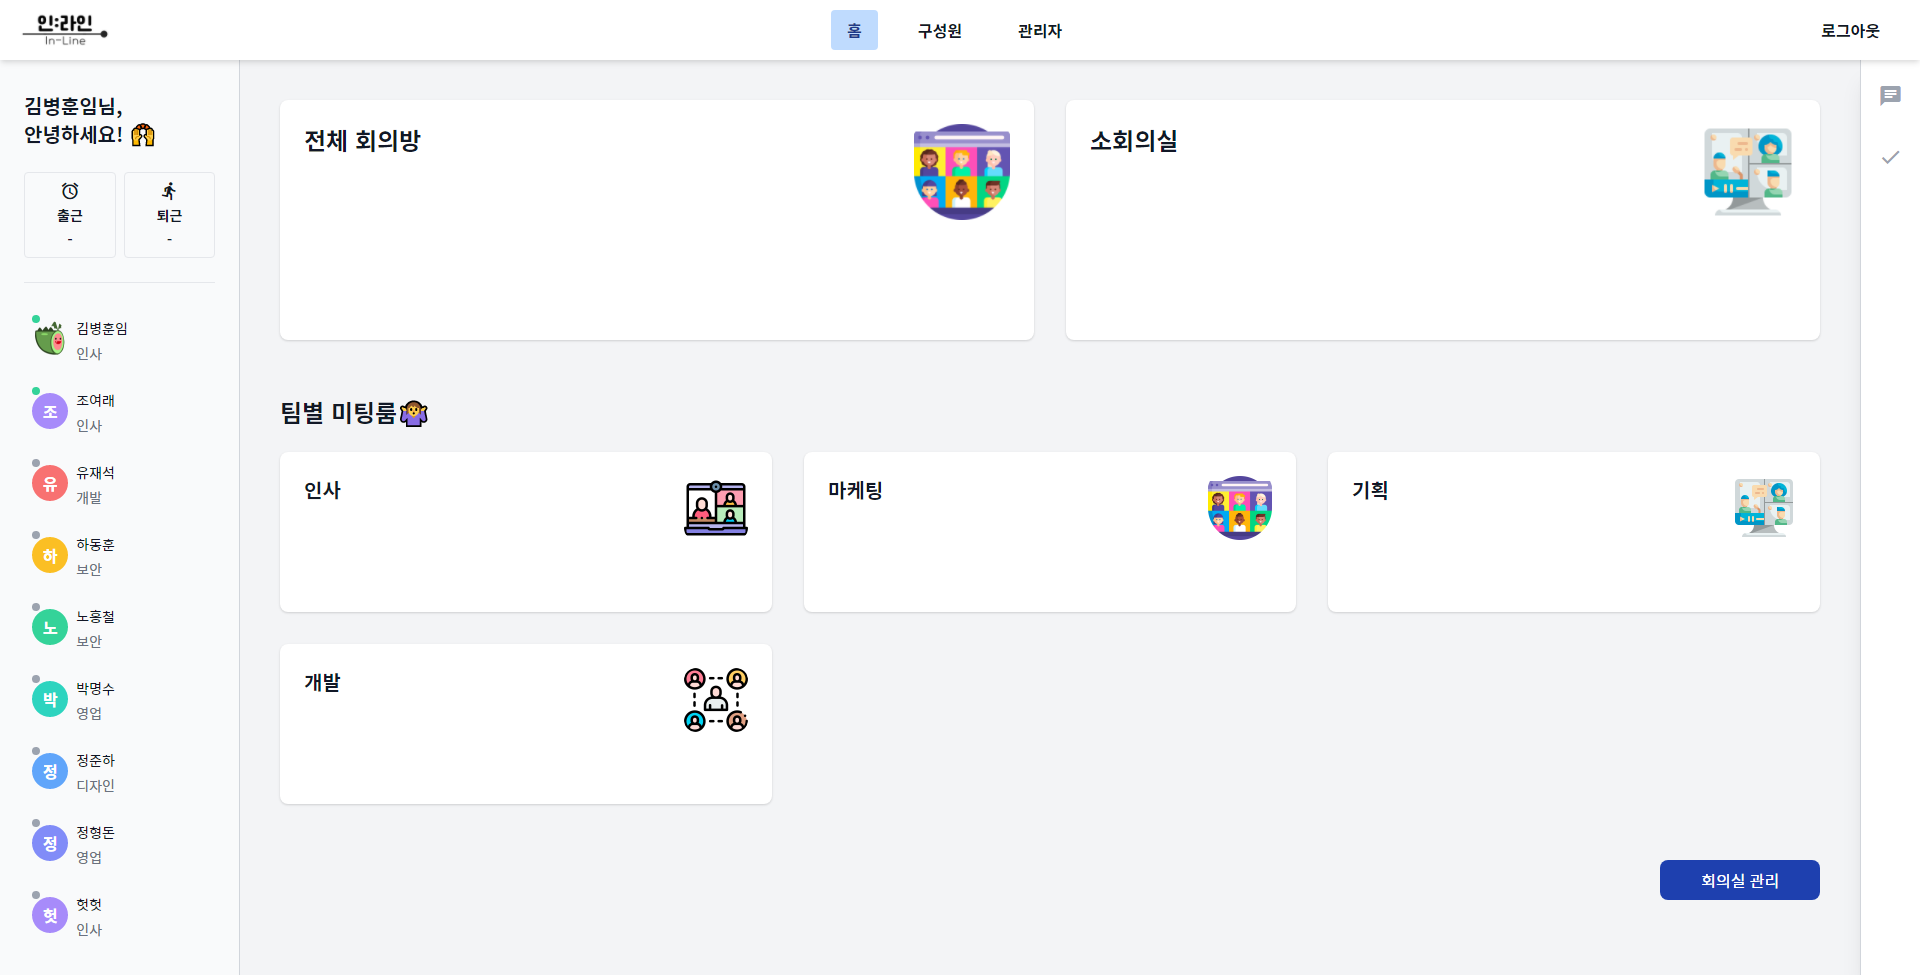 인:라인
In-Line
홈
구성원
관리자
로그아웃
김병훈임님,
안녕하세요! 🙌
출근
-
퇴근
-
김병훈임
인사
조
조여래
인사
유
유재석
개발
하
하동훈
보안
노
노홍철
보안
박
박명수
영업
정
정준하
디자인
정
정형돈
영업
헛
헛헛
인사
전체 회의방
소회의실
팀별 미팅룸🤷‍♀️
인사
마케팅
기획
개발
회의실 관리